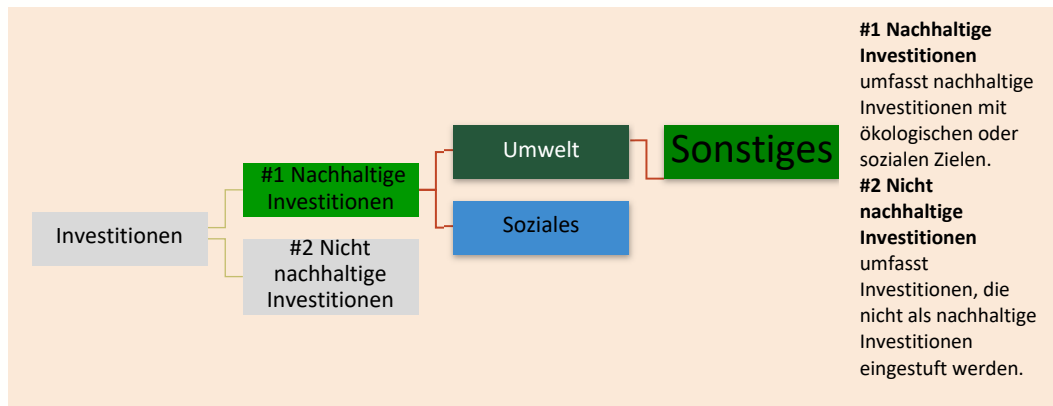 Investitionen
#1 Nachhaltige
Investitionen
#2 Nicht
nachhaltige
Investitionen
Umwelt
Soziales
Sonstiges
#1 Nachhaltige
Investitionen
umfasst nachhaltige
Investitionen mit
ökologischen oder
sozialen Zielen.
#2 Nicht
nachhaltige
Investitionen
umfasst
Investitionen, die
nicht als nachhaltige
Investitionen
eingestuft werden.